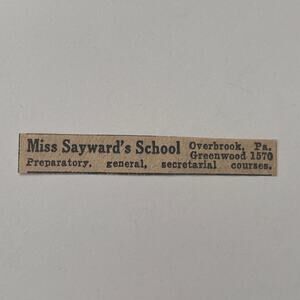 Miss Sayward's School Overbrook, Pa.
Greenwood 1570
Preparatory, general, secretarial courses.